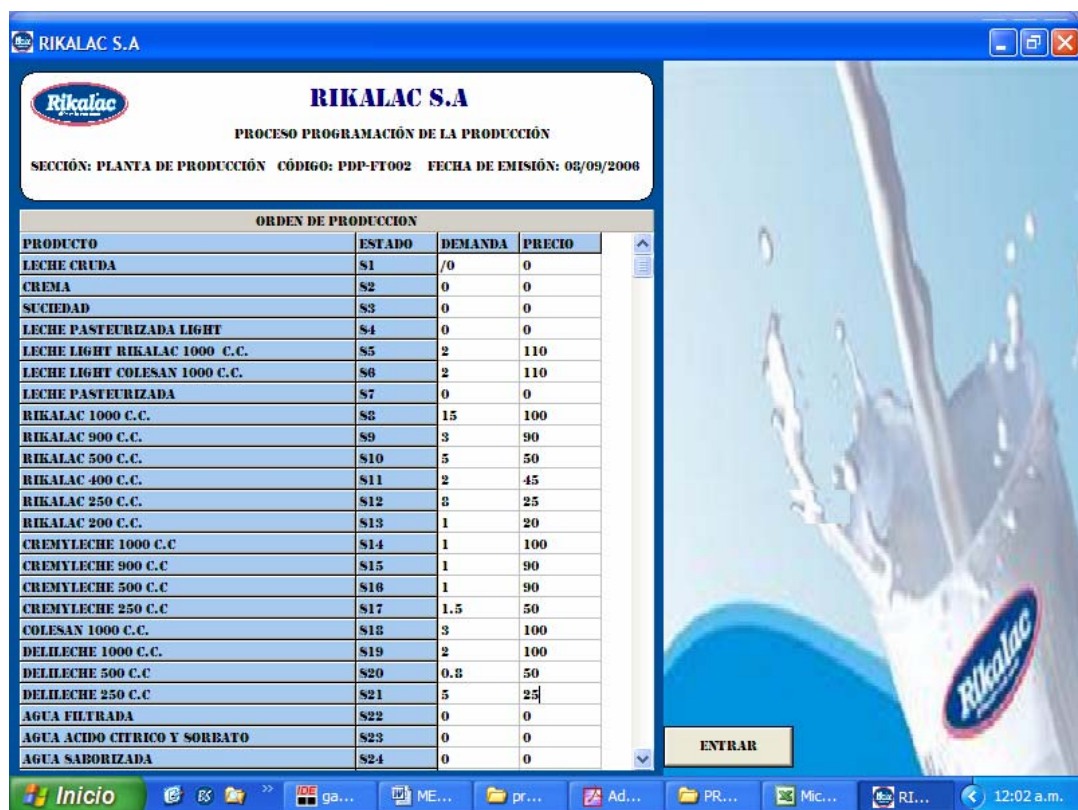 RIKALAC S.A
Rikalac
RIKALAC S.A
PROCESO PROGRAMACIÓN DE LA PRODUCCIÓN
SECCIÓN: PLANTA DE PRODUCCIÓN CÓDIGO: PDP-FT002 FECHA DE EMISIÓN: 08/09/2006
ORDEN DE PRODUCCION
PRODUCTO ESTADO DEMANDA PRECIO
LECHE CRUDA S1 /0 0
CREMA S2 0 0
SUCIEDAD S3 0 0
LECHE PASTEURIZADA LIGHT S4 0 0
LECHE LIGHT RIKALAC 1000 C.C. S5 2 110
LECHE LIGHT COLESAN 1000 C.C. S6 2 110
LECHE PASTEURIZADA S7 0 0
RIKALAC 1000 C.C. S8 15 100
RIKALAC 900 C.C. S9 3 90
RIKALAC 500 C.C. S10 5 50
RIKALAC 400 C.C. S11 2 45
RIKALAC 250 C.C. S12 8 25
RIKALAC 200 C.C. S13 1 20
CREMYLECHE 1000 C.C S14 1 100
CREMYLECHE 900 C.C S15 1 90
CREMYLECHE 500 C.C S16 1 90
CREMYLECHE 250 C.C S17 1.5 50
COLESAN 1000 C.C. S18 3 100
DELILECHE 1000 C.C. S19 2 100
DELILECHE 500 C.C S20 0.8 50
DELILECHE 250 C.C S21 5 25
AGUA FILTRADA S22 0 0
AGUA ACIDO CITRICO Y SORBATO S23 0 0
AGUA SABORIZADA S24 0 0
Rikalac
ENTRAR
Inicio » ga... ME... pr... Ad... PR... Mic... RI... 12:02 a.m.